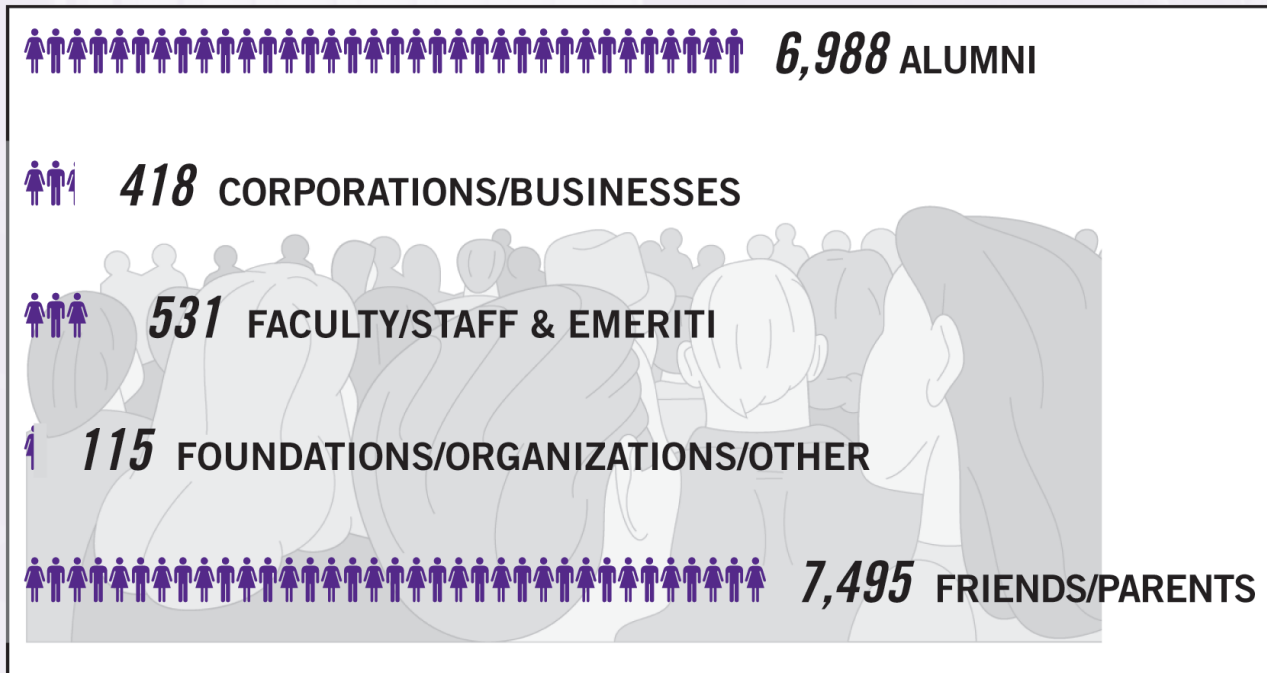 6,988 ALUMNI
418 CORPORATIONS/BUSINESSES
531 FACULTY/STAFF & EMERITI
115 FOUNDATIONS/ORGANIZATIONS/OTHER
7,495 FRIENDS/PARENTS